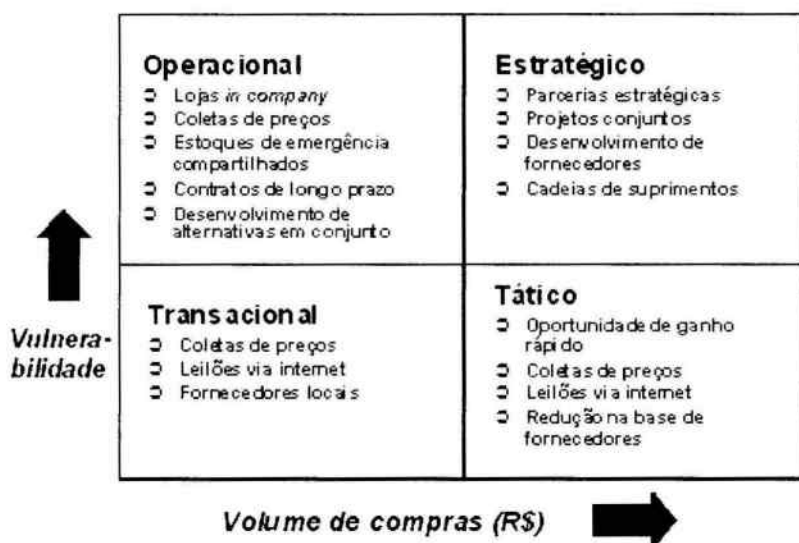 Operacional
Lojas in company
Coletas de preços
Estoques de emergência
compartilhados
Contratos de longo prazo
Desenvolvimento de
alternativas em conjunto
Estratégico
Parcerias estratégicas
Projetos conjuntos
Desenvolvimento de
fornecedores
Cadeias de suprimentos
Vulnera-
bilidade
Transacional
Coletas de preços
Leilões via internet
Fornecedores locais
Tático
Oportunidade de ganho
rápido
Coletas de preços
Leilões via internet
Redução na base de
fornecedores
Volume de compras (R$)